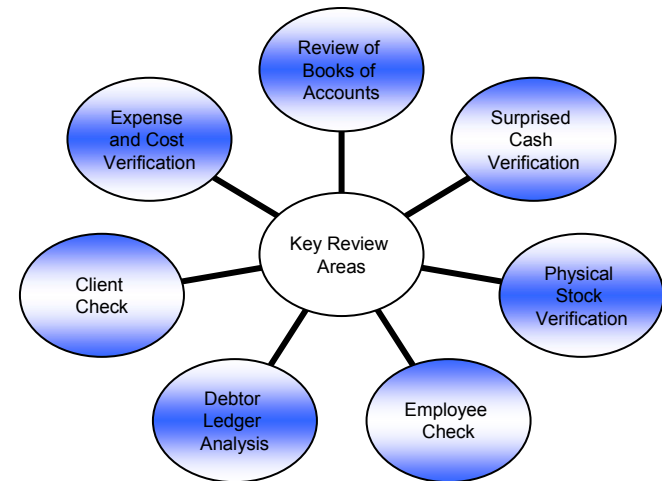 Review of
Books of
Accounts
Expense
and Cost
Verification
Surprised
Cash
Verification
Key Review
Areas
Client
Check
Physical
Stock
Verification
Debtor
Ledger
Analysis
Employee
Check